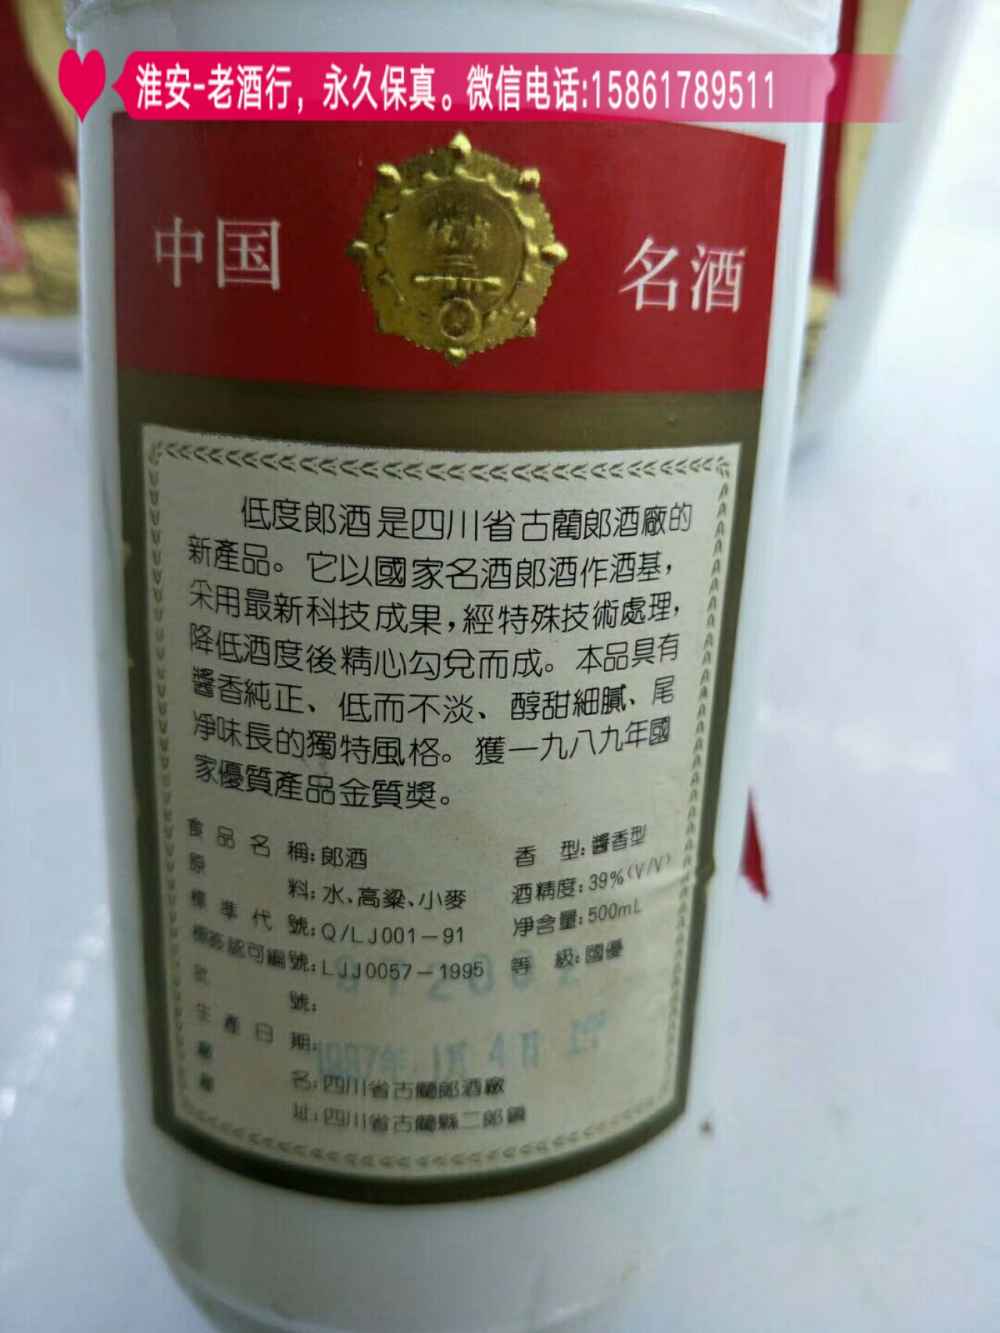 淮安-老酒行，永久保真。微信电话:15861789511
中国
名酒
低度郎酒是四川省古藺郎酒廠的
新產品。它以國家名酒郎酒作酒基，
采用最新科技成果，經特殊技術處理，
降低酒度後精心勾兌而成。本品具有
醬香純正、低而不淡、醇甜細膩、尾
淨味長的獨特風格。獲一九八九年國
家優質產品金質獎。
食品名稱:郎酒
香型:醬香型
原料:水、高粱、小麥
酒精度:39%(V/V)
標準代號:Q/LJ001-91
淨含量:500mL
標簽認可編號:LJJ0057-1995
等級:國優
批號:
生產日期:
1997年
廠名:四川省古藺郎酒廠
廠址:四川省古藺縣二郎鎮